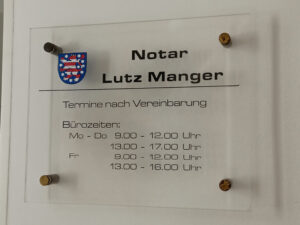 Notar
Lutz Manger
Termine nach Vereinbarung
Bürozeiten:
Mo - Do 9.00 - 12.00 Uhr
13.00 - 17.00 Uhr
Fr 9.00 - 12.00 Uhr
13.00 - 16.00 Uhr